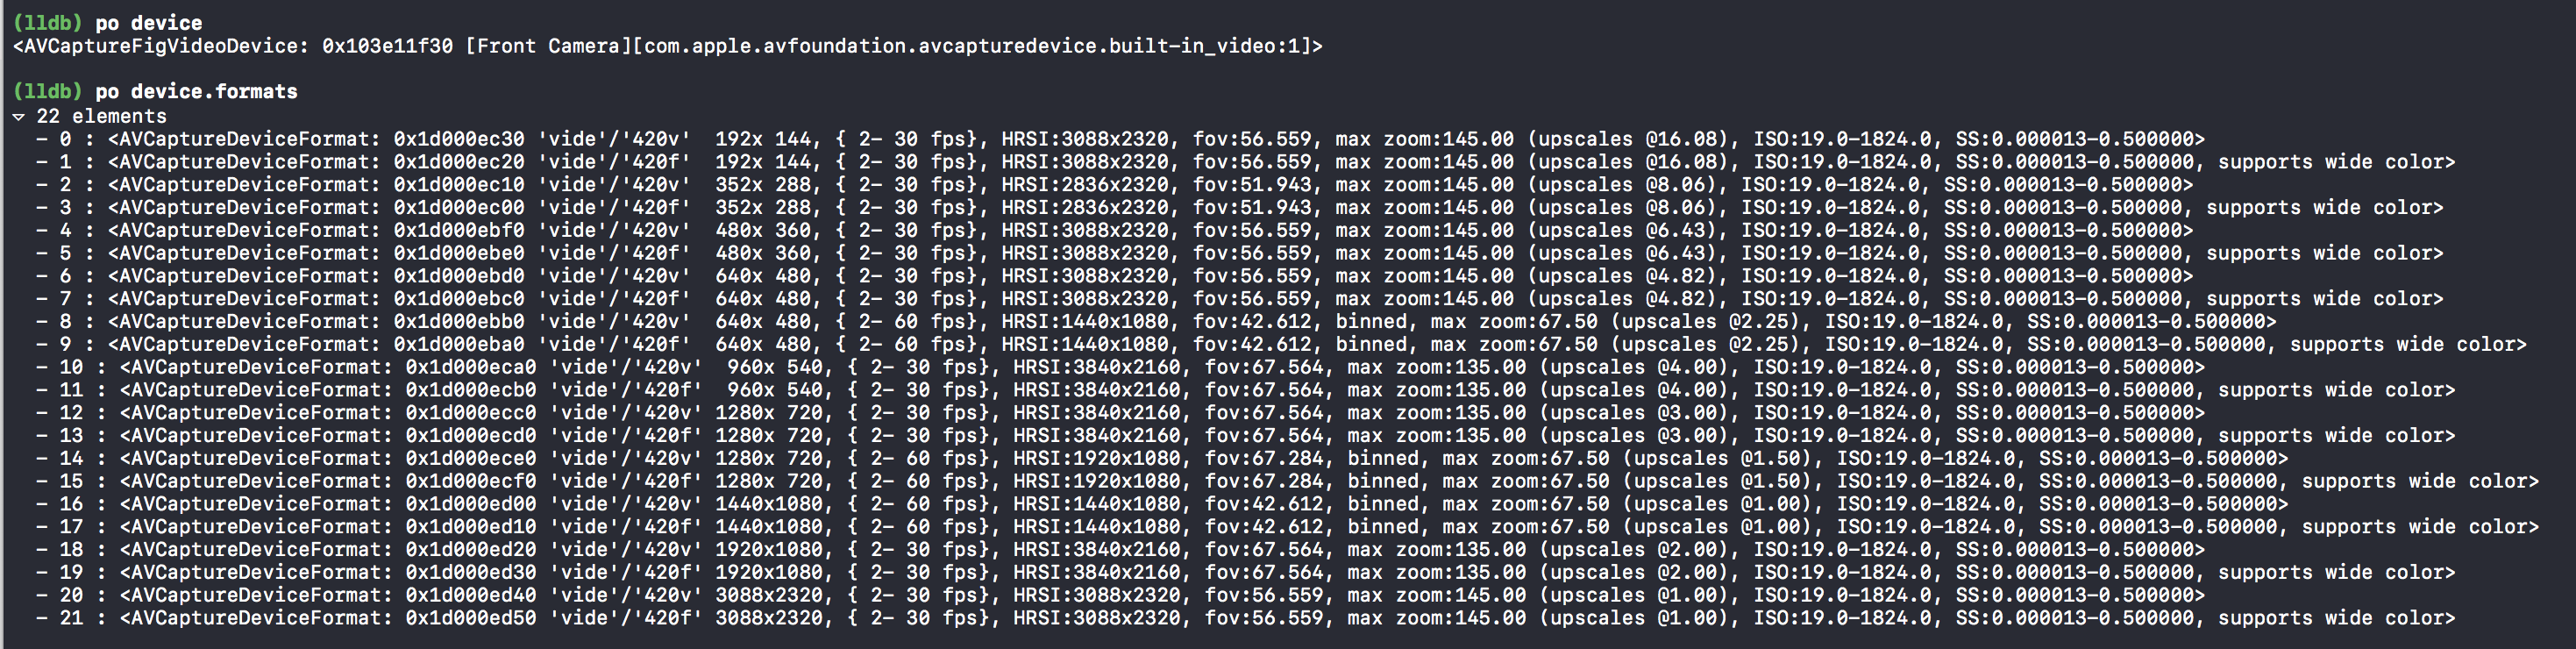 (lldb) po device
<AVCaptureFigVideoDevice: 0x103e11f30 [Front Camera][com.apple.avfoundation.avcapturedevice.built-in_video:1]>
(lldb) po device.formats
▿ 22 elements
- 0 : <AVCaptureDeviceFormat: 0x1d000ec30 'vide'/'420v'  192x 144, { 2- 30 fps}, HRSI:3088x2320, fov:56.559, max zoom:145.00 (upscales @16.08), ISO:19.0-1824.0, SS:0.000013-0.500000>
- 1 : <AVCaptureDeviceFormat: 0x1d000ec20 'vide'/'420f'  192x 144, { 2- 30 fps}, HRSI:3088x2320, fov:56.559, max zoom:145.00 (upscales @16.08), ISO:19.0-1824.0, SS:0.000013-0.500000, supports wide color>
- 2 : <AVCaptureDeviceFormat: 0x1d000ec10 'vide'/'420v'  352x 288, { 2- 30 fps}, HRSI:2836x2320, fov:51.943, max zoom:145.00 (upscales @8.06), ISO:19.0-1824.0, SS:0.000013-0.500000>
- 3 : <AVCaptureDeviceFormat: 0x1d000ec00 'vide'/'420f'  352x 288, { 2- 30 fps}, HRSI:2836x2320, fov:51.943, max zoom:145.00 (upscales @8.06), ISO:19.0-1824.0, SS:0.000013-0.500000, supports wide color>
- 4 : <AVCaptureDeviceFormat: 0x1d000ebf0 'vide'/'420v'  480x 360, { 2- 30 fps}, HRSI:3088x2320, fov:56.559, max zoom:145.00 (upscales @6.43), ISO:19.0-1824.0, SS:0.000013-0.500000>
- 5 : <AVCaptureDeviceFormat: 0x1d000ebe0 'vide'/'420f'  480x 360, { 2- 30 fps}, HRSI:3088x2320, fov:56.559, max zoom:145.00 (upscales @6.43), ISO:19.0-1824.0, SS:0.000013-0.500000, supports wide color>
- 6 : <AVCaptureDeviceFormat: 0x1d000ebd0 'vide'/'420v'  640x 480, { 2- 30 fps}, HRSI:3088x2320, fov:56.559, max zoom:145.00 (upscales @4.82), ISO:19.0-1824.0, SS:0.000013-0.500000>
- 7 : <AVCaptureDeviceFormat: 0x1d000ebc0 'vide'/'420f'  640x 480, { 2- 30 fps}, HRSI:3088x2320, fov:56.559, max zoom:145.00 (upscales @4.82), ISO:19.0-1824.0, SS:0.000013-0.500000, supports wide color>
- 8 : <AVCaptureDeviceFormat: 0x1d000ebb0 'vide'/'420v'  640x 480, { 2- 60 fps}, HRSI:1440x1080, fov:42.612, binned, max zoom:67.50 (upscales @2.25), ISO:19.0-1824.0, SS:0.000013-0.500000>
- 9 : <AVCaptureDeviceFormat: 0x1d000eba0 'vide'/'420f'  640x 480, { 2- 60 fps}, HRSI:1440x1080, fov:42.612, binned, max zoom:67.50 (upscales @2.25), ISO:19.0-1824.0, SS:0.000013-0.500000, supports wide color>
- 10 : <AVCaptureDeviceFormat: 0x1d000eca0 'vide'/'420v'  960x 540, { 2- 30 fps}, HRSI:3840x2160, fov:67.564, max zoom:135.00 (upscales @4.00), ISO:19.0-1824.0, SS:0.000013-0.500000>
- 11 : <AVCaptureDeviceFormat: 0x1d000ecb0 'vide'/'420f'  960x 540, { 2- 30 fps}, HRSI:3840x2160, fov:67.564, max zoom:135.00 (upscales @4.00), ISO:19.0-1824.0, SS:0.000013-0.500000, supports wide color>
- 12 : <AVCaptureDeviceFormat: 0x1d000ecc0 'vide'/'420v' 1280x 720, { 2- 30 fps}, HRSI:3840x2160, fov:67.564, max zoom:135.00 (upscales @3.00), ISO:19.0-1824.0, SS:0.000013-0.500000>
- 13 : <AVCaptureDeviceFormat: 0x1d000ecd0 'vide'/'420f' 1280x 720, { 2- 30 fps}, HRSI:3840x2160, fov:67.564, max zoom:135.00 (upscales @3.00), ISO:19.0-1824.0, SS:0.000013-0.500000, supports wide color>
- 14 : <AVCaptureDeviceFormat: 0x1d000ece0 'vide'/'420v' 1280x 720, { 2- 60 fps}, HRSI:1920x1080, fov:67.284, binned, max zoom:67.50 (upscales @1.50), ISO:19.0-1824.0, SS:0.000013-0.500000>
- 15 : <AVCaptureDeviceFormat: 0x1d000ecf0 'vide'/'420f' 1280x 720, { 2- 60 fps}, HRSI:1920x1080, fov:67.284, binned, max zoom:67.50 (upscales @1.50), ISO:19.0-1824.0, SS:0.000013-0.500000, supports wide color>
- 16 : <AVCaptureDeviceFormat: 0x1d000ed00 'vide'/'420v' 1440x1080, { 2- 60 fps}, HRSI:1440x1080, fov:42.612, binned, max zoom:67.50 (upscales @1.00), ISO:19.0-1824.0, SS:0.000013-0.500000>
- 17 : <AVCaptureDeviceFormat: 0x1d000ed10 'vide'/'420f' 1440x1080, { 2- 60 fps}, HRSI:1440x1080, fov:42.612, binned, max zoom:67.50 (upscales @1.00), ISO:19.0-1824.0, SS:0.000013-0.500000, supports wide color>
- 18 : <AVCaptureDeviceFormat: 0x1d000ed20 'vide'/'420v' 1920x1080, { 2- 30 fps}, HRSI:3840x2160, fov:67.564, max zoom:135.00 (upscales @2.00), ISO:19.0-1824.0, SS:0.000013-0.500000>
- 19 : <AVCaptureDeviceFormat: 0x1d000ed30 'vide'/'420f' 1920x1080, { 2- 30 fps}, HRSI:3840x2160, fov:67.564, max zoom:135.00 (upscales @2.00), ISO:19.0-1824.0, SS:0.000013-0.500000, supports wide color>
- 20 : <AVCaptureDeviceFormat: 0x1d000ed40 'vide'/'420v' 3088x2320, { 2- 30 fps}, HRSI:3088x2320, fov:56.559, max zoom:145.00 (upscales @1.00), ISO:19.0-1824.0, SS:0.000013-0.500000>
- 21 : <AVCaptureDeviceFormat: 0x1d000ed50 'vide'/'420f' 3088x2320, { 2- 30 fps}, HRSI:3088x2320, fov:56.559, max zoom:145.00 (upscales @1.00), ISO:19.0-1824.0, SS:0.000013-0.500000, supports wide color>